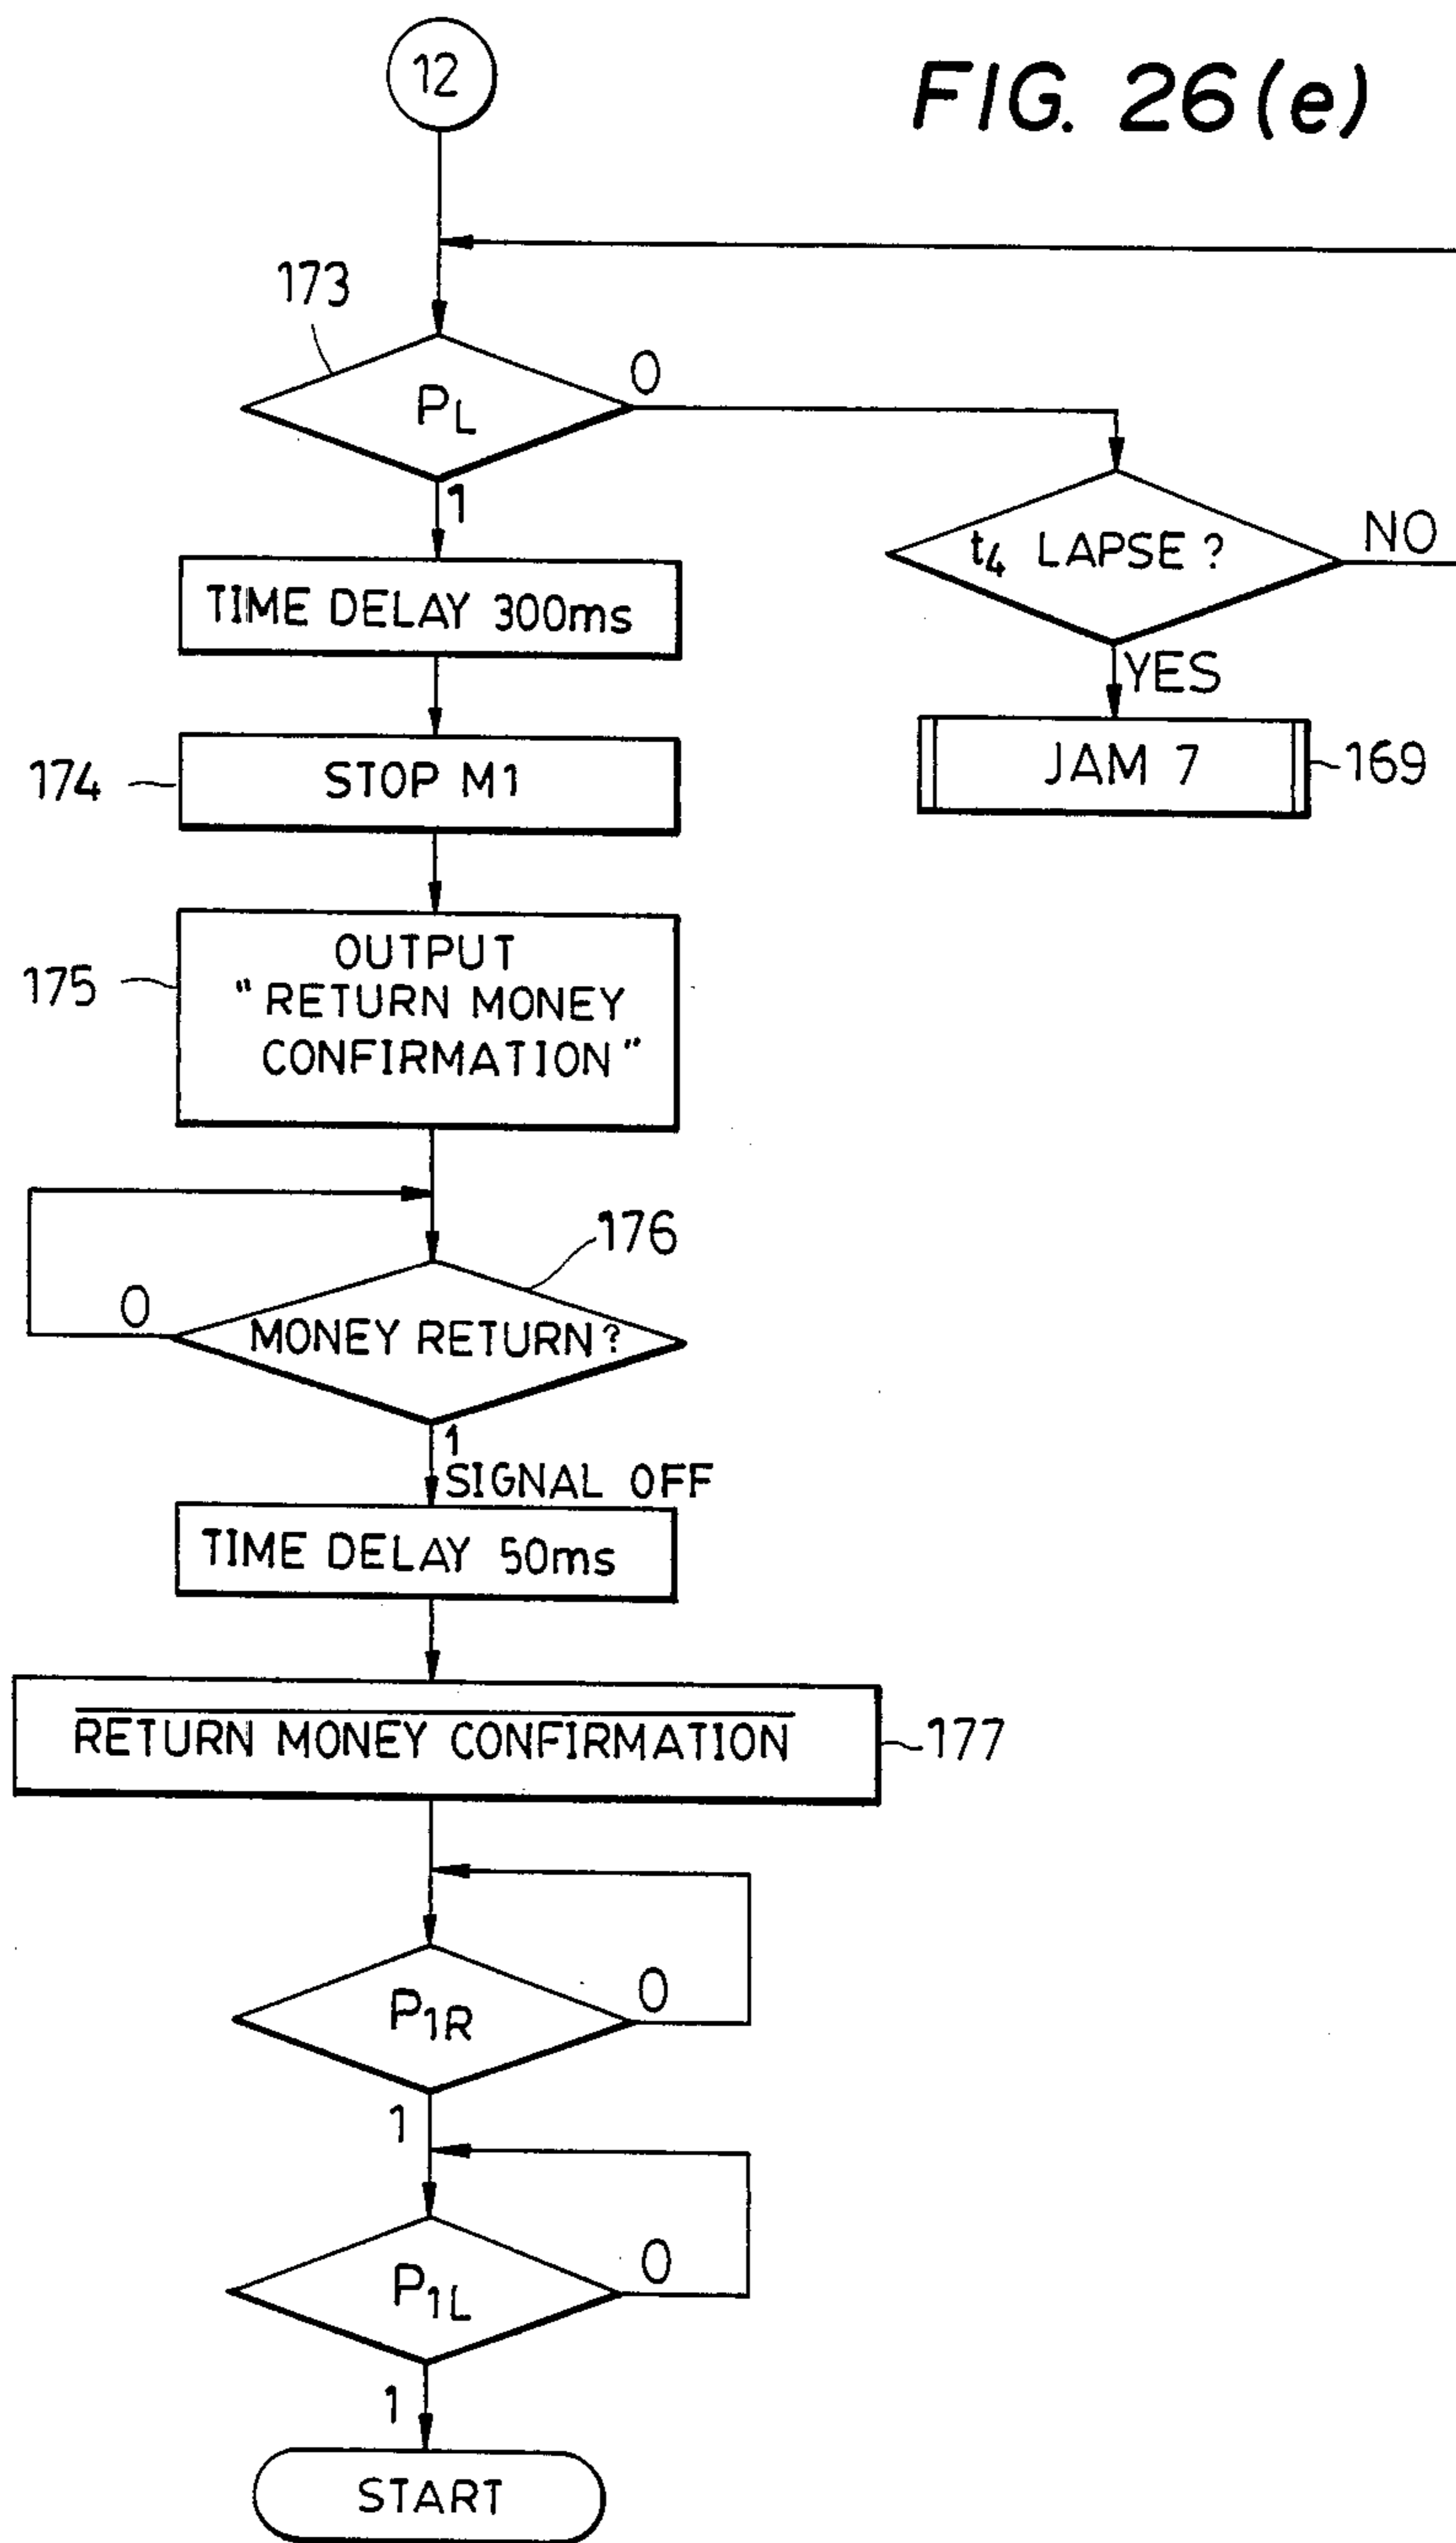 12
FIG. 26(e)
173
PL
0
1
t4 LAPSE ?
NO
YES
TIME DELAY 300ms
174
STOP M1
JAM 7
169
175
OUTPUT
"RETURN MONEY
CONFIRMATION"
176
0
MONEY RETURN?
1
SIGNAL OFF
TIME DELAY 50ms
RETURN MONEY CONFIRMATION
177
P1R
0
1
P1L
0
1
START